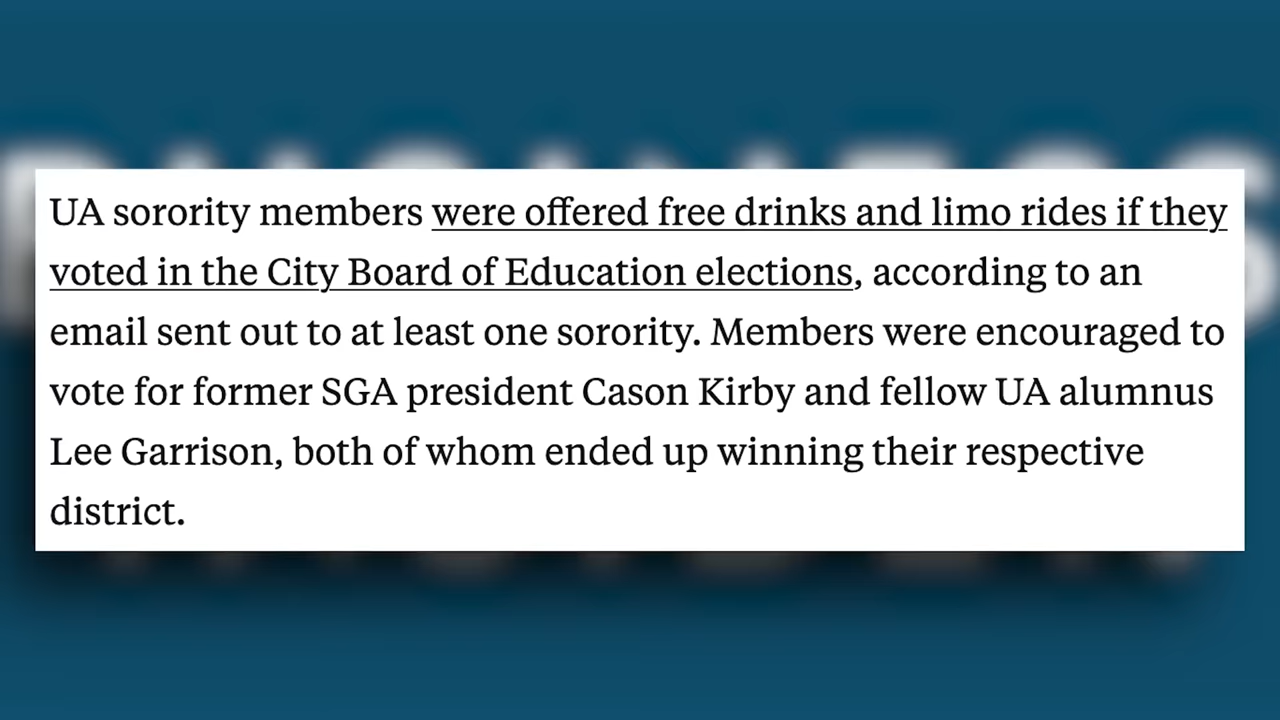 UA sorority members were offered free drinks and limo rides if they
voted in the City Board of Education elections, according to an
email sent out to at least one sorority. Members were encouraged to
vote for former SGA president Cason Kirby and fellow UA alumnus
Lee Garrison, both of whom ended up winning their respective
district.